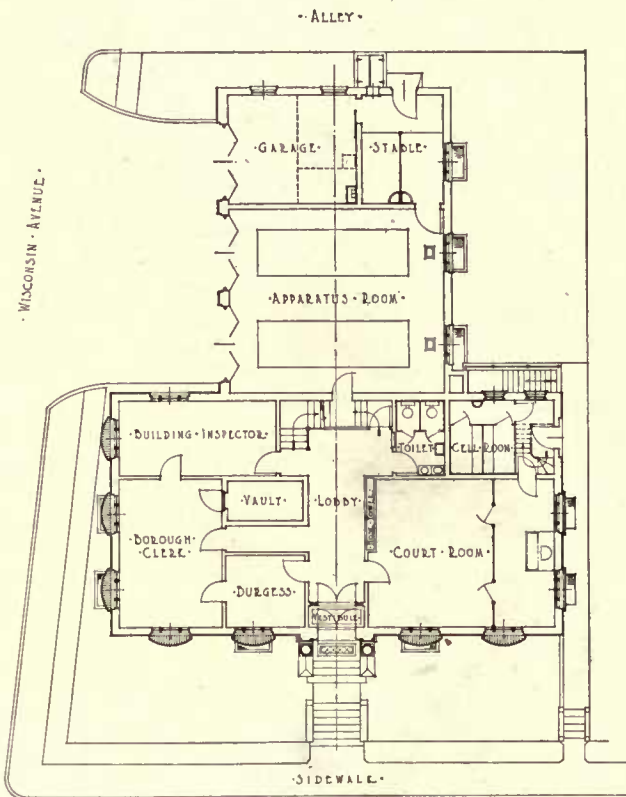 · ALLEY ·
· WISCONSIN · AVENUE ·
· GARAGE ·
· STABLE ·
· APPARATUS · ROOM ·
· BUILDING · INSPECTOR ·
· TOILET ·
· CELL · ROOM ·
· VAULT ·
· LOBBY ·
· BOROUGH ·
· CLERK ·
· COURT · ROOM ·
· BURGESS ·
· VESTIBULE ·
· SIDEWALK ·